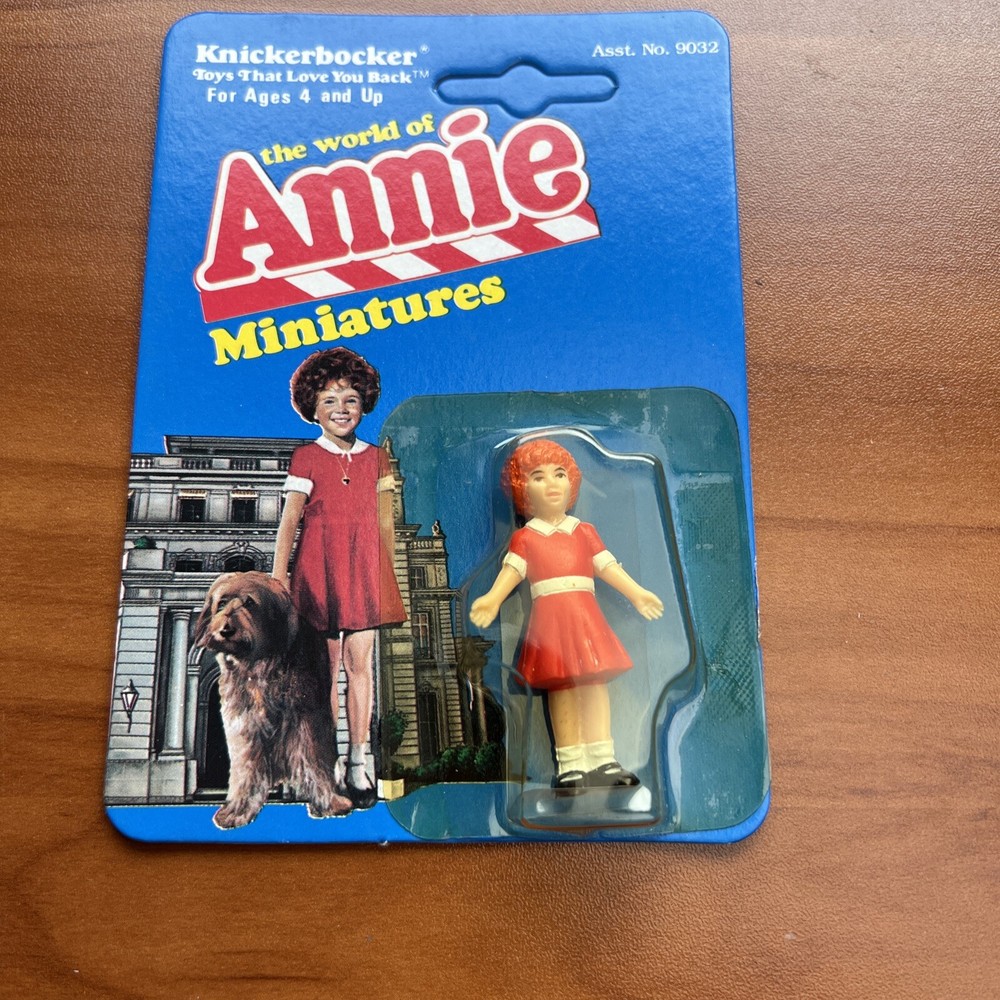 Knickerbocker®
Toys That Love You Back™
For Ages 4 and Up
Asst. No. 9032
the world of
Annie
Miniatures